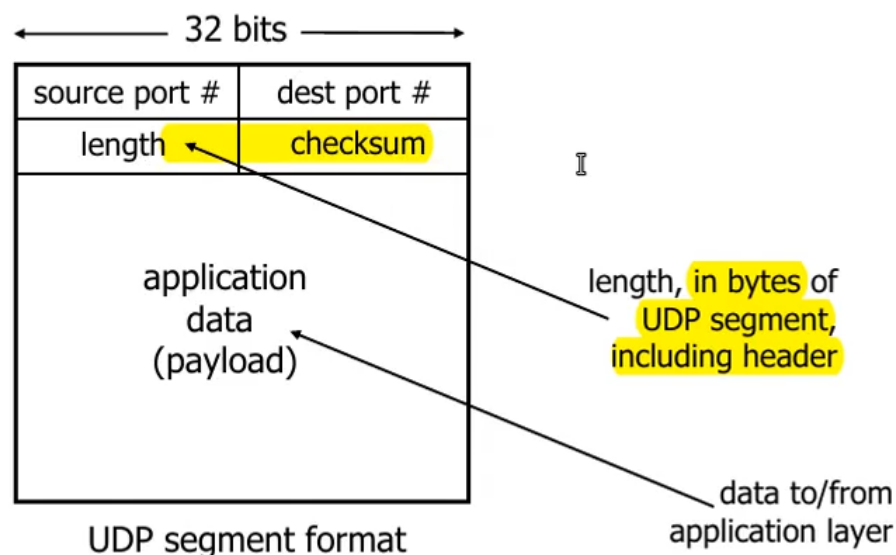 32 bits
source port #
dest port #
length
checksum
application
data
(payload)
length, in bytes of
UDP segment,
including header
data to/from
application layer
UDP segment format